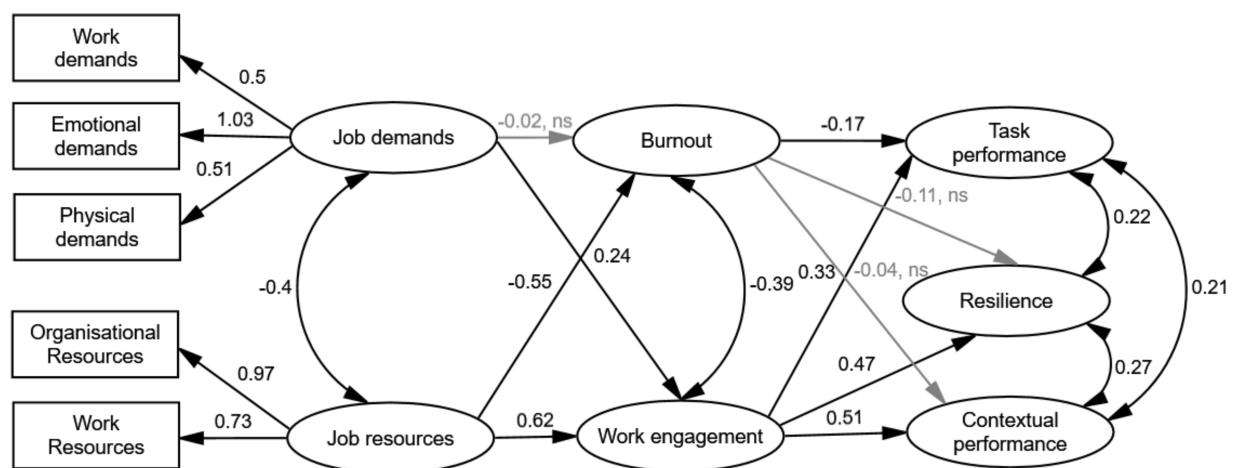 Work
demands
0.5
Emotional
demands
1.03
Job demands
-0.02, ns
Burnout
-0.17
Task
performance
0.51
-0.11, ns
Physical
demands
0.22
-0.4
-0.55
0.24
-0.39
0.33
-0.04, ns
Resilience
0.21
Organisational
Resources
0.97
0.47
0.27
Work
Resources
0.73
Job resources
0.62
Work engagement
0.51
Contextual
performance